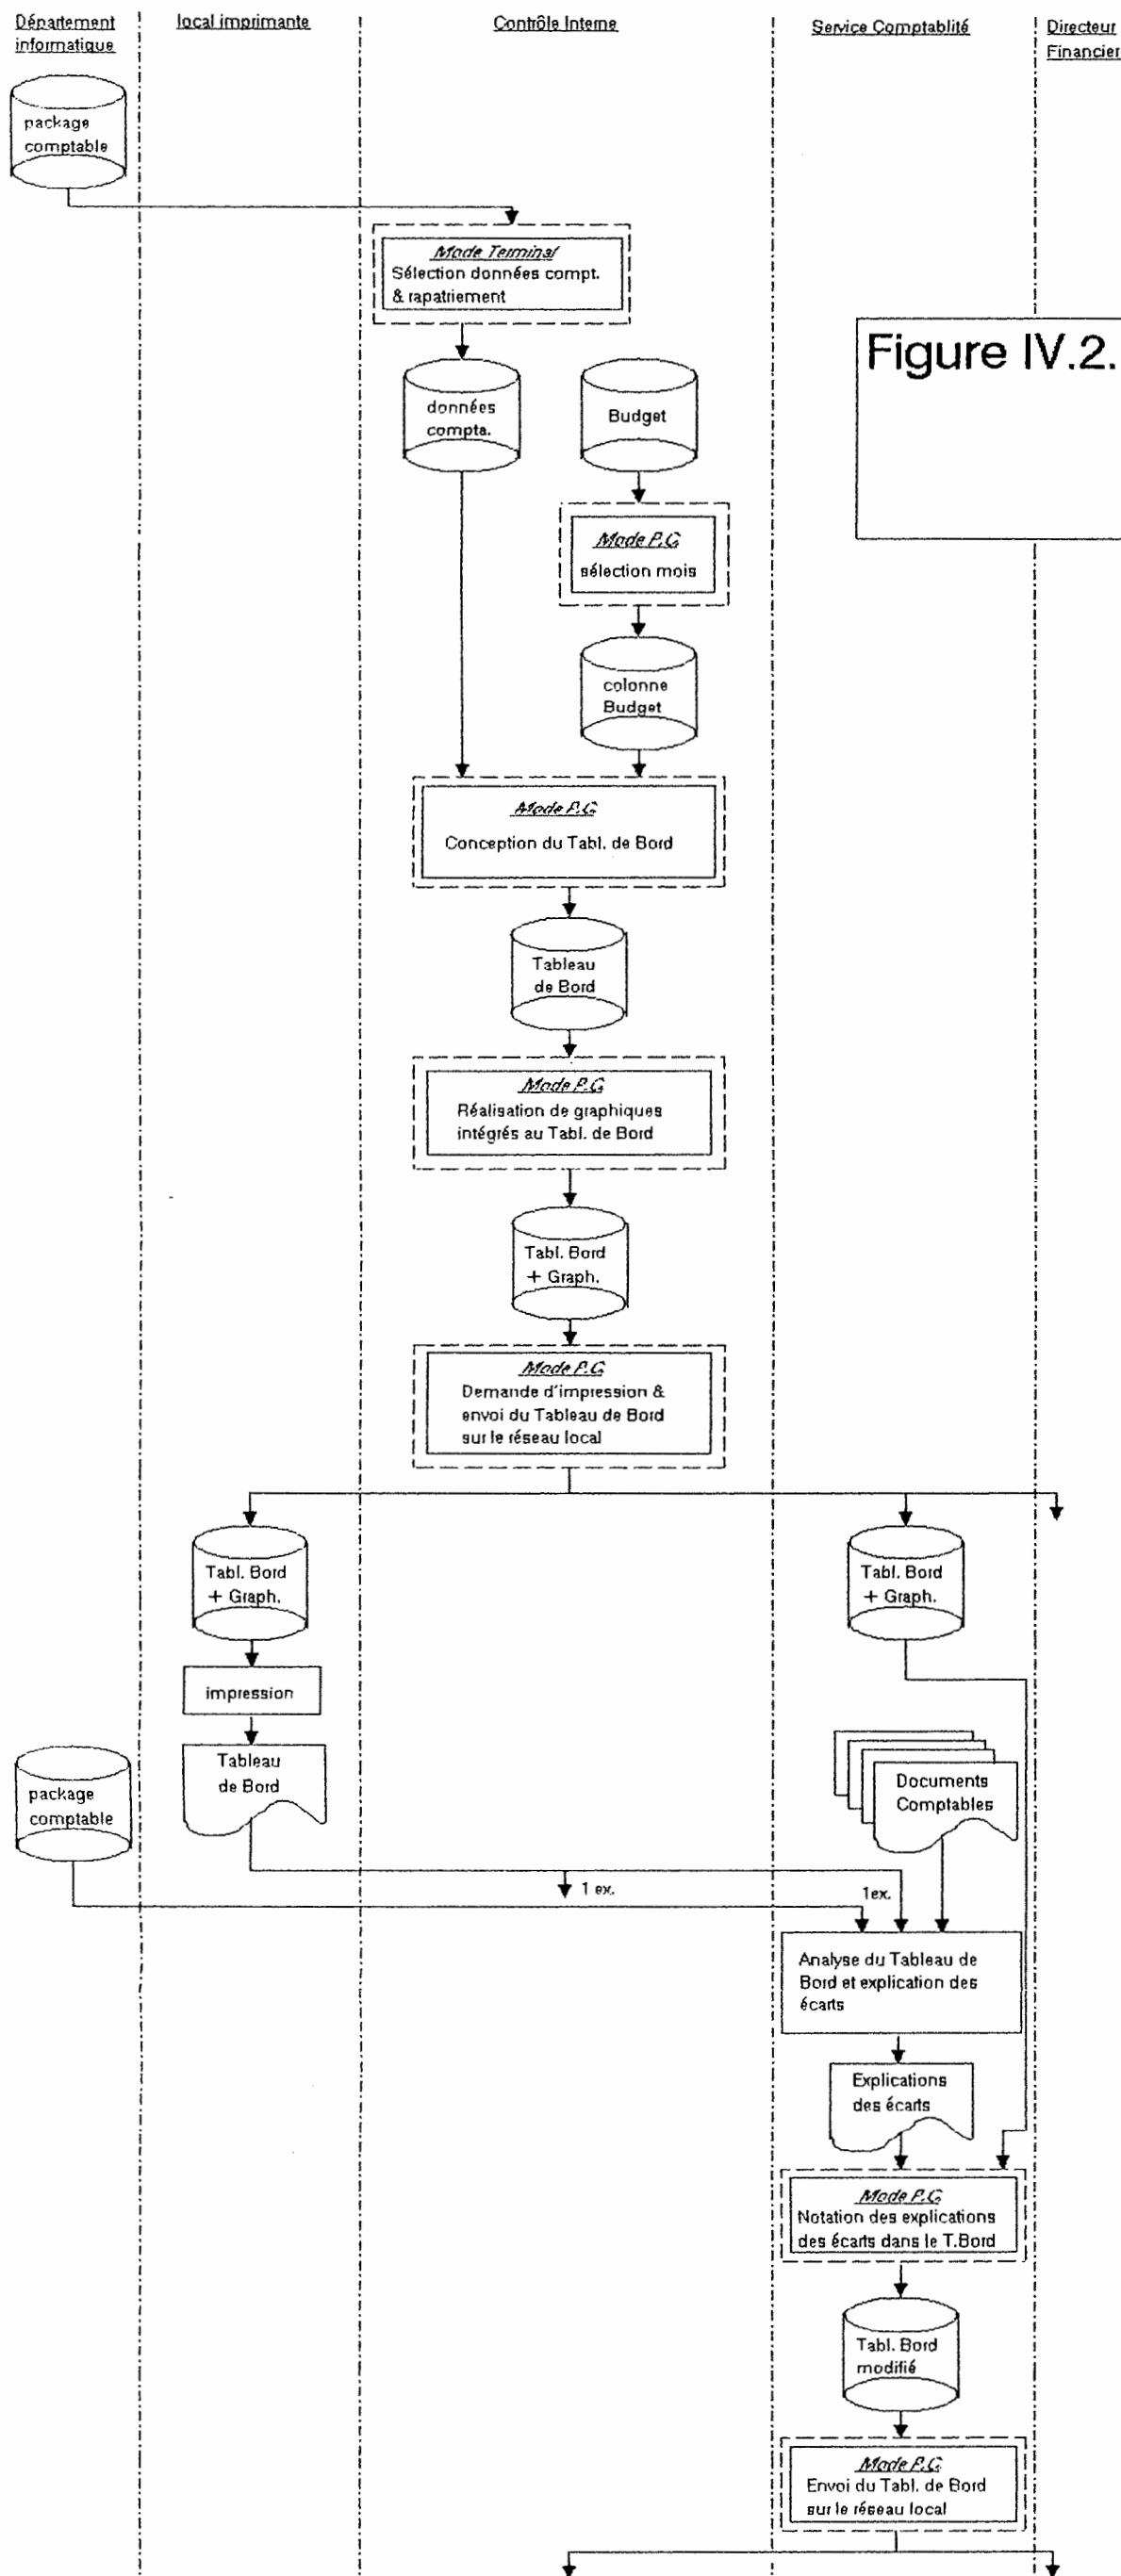 Département
informatique
local imprimante
Contrôle Interne
Service Comptablité
Directeur
Financier
package
comptable
Mode Terminal
Sélection données compt.
& rapatriement
Figure IV.2.
données
compta.
Budget
Mode P.C
sélection mois
colonne
Budget
Mode P.C
Conception du Tabl. de Bord
Tableau
de Bord
Mode P.C
Réalisation de graphiques
intégrés au Tabl. de Bord
Tabl. Bord
+ Graph.
Mode P.C
Demande d'impression &
envoi du Tableau de Bord
sur le réseau local
Tabl. Bord
+ Graph.
Tabl. Bord
+ Graph.
impression
Tableau
de Bord
package
comptable
Documents
Comptables
1 ex.
1ex.
Analyse du Tableau de
Bord et explication des
écarts
Explications
des écarts
Mode P.C
Notation des explications
des écarts dans le T.Bord
Tabl. Bord
modifié
Mode P.C
Envoi du Tabl. de Bord
sur le réseau local